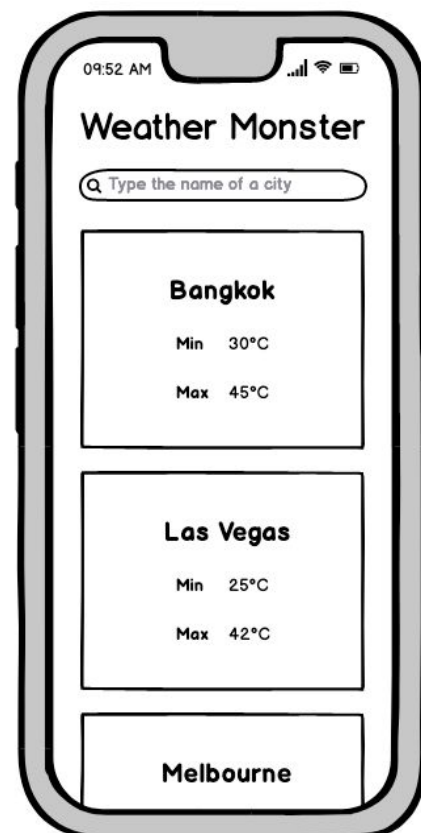 09:52 AM
Weather Monster
Type the name of a city
Bangkok
Min 30°C
Max 45°C
Las Vegas
Min 25°C
Max 42°C
Melbourne